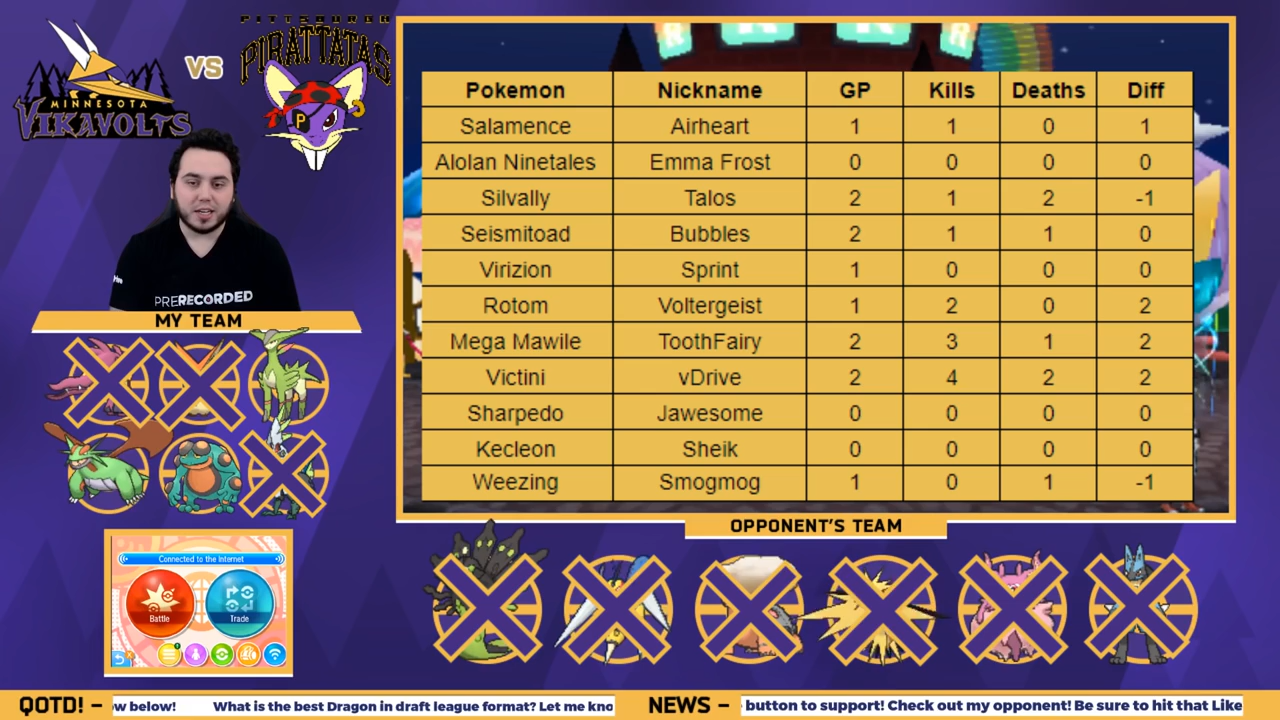 MINNESOTA
VIKAVOLTS
VS
PITTSBURGH
PIRATTATAS
P
PRERECORDED
MY TEAM
Pokemon Nickname GP Kills Deaths Diff
Salamence Airheart 1 1 0 1
Alolan Ninetales Emma Frost 0 0 0 0
Silvally Talos 2 1 2 -1
Seismitoad Bubbles 2 1 1 0
Virizion Sprint 1 0 0 0
Rotom Voltergeist 1 2 0 2
Mega Mawile ToothFairy 2 3 1 2
Victini vDrive 2 4 2 2
Sharpedo Jawesome 0 0 0 0
Kecleon Sheik 0 0 0 0
Weezing Smogmog 1 0 1 -1
OPPONENT'S TEAM
Connected to the Internet
Battle Trade
QOTD! – ow below! What is the best Dragon in draft league format? Let me kno
NEWS – button to support! Check out my opponent! Be sure to hit that Like